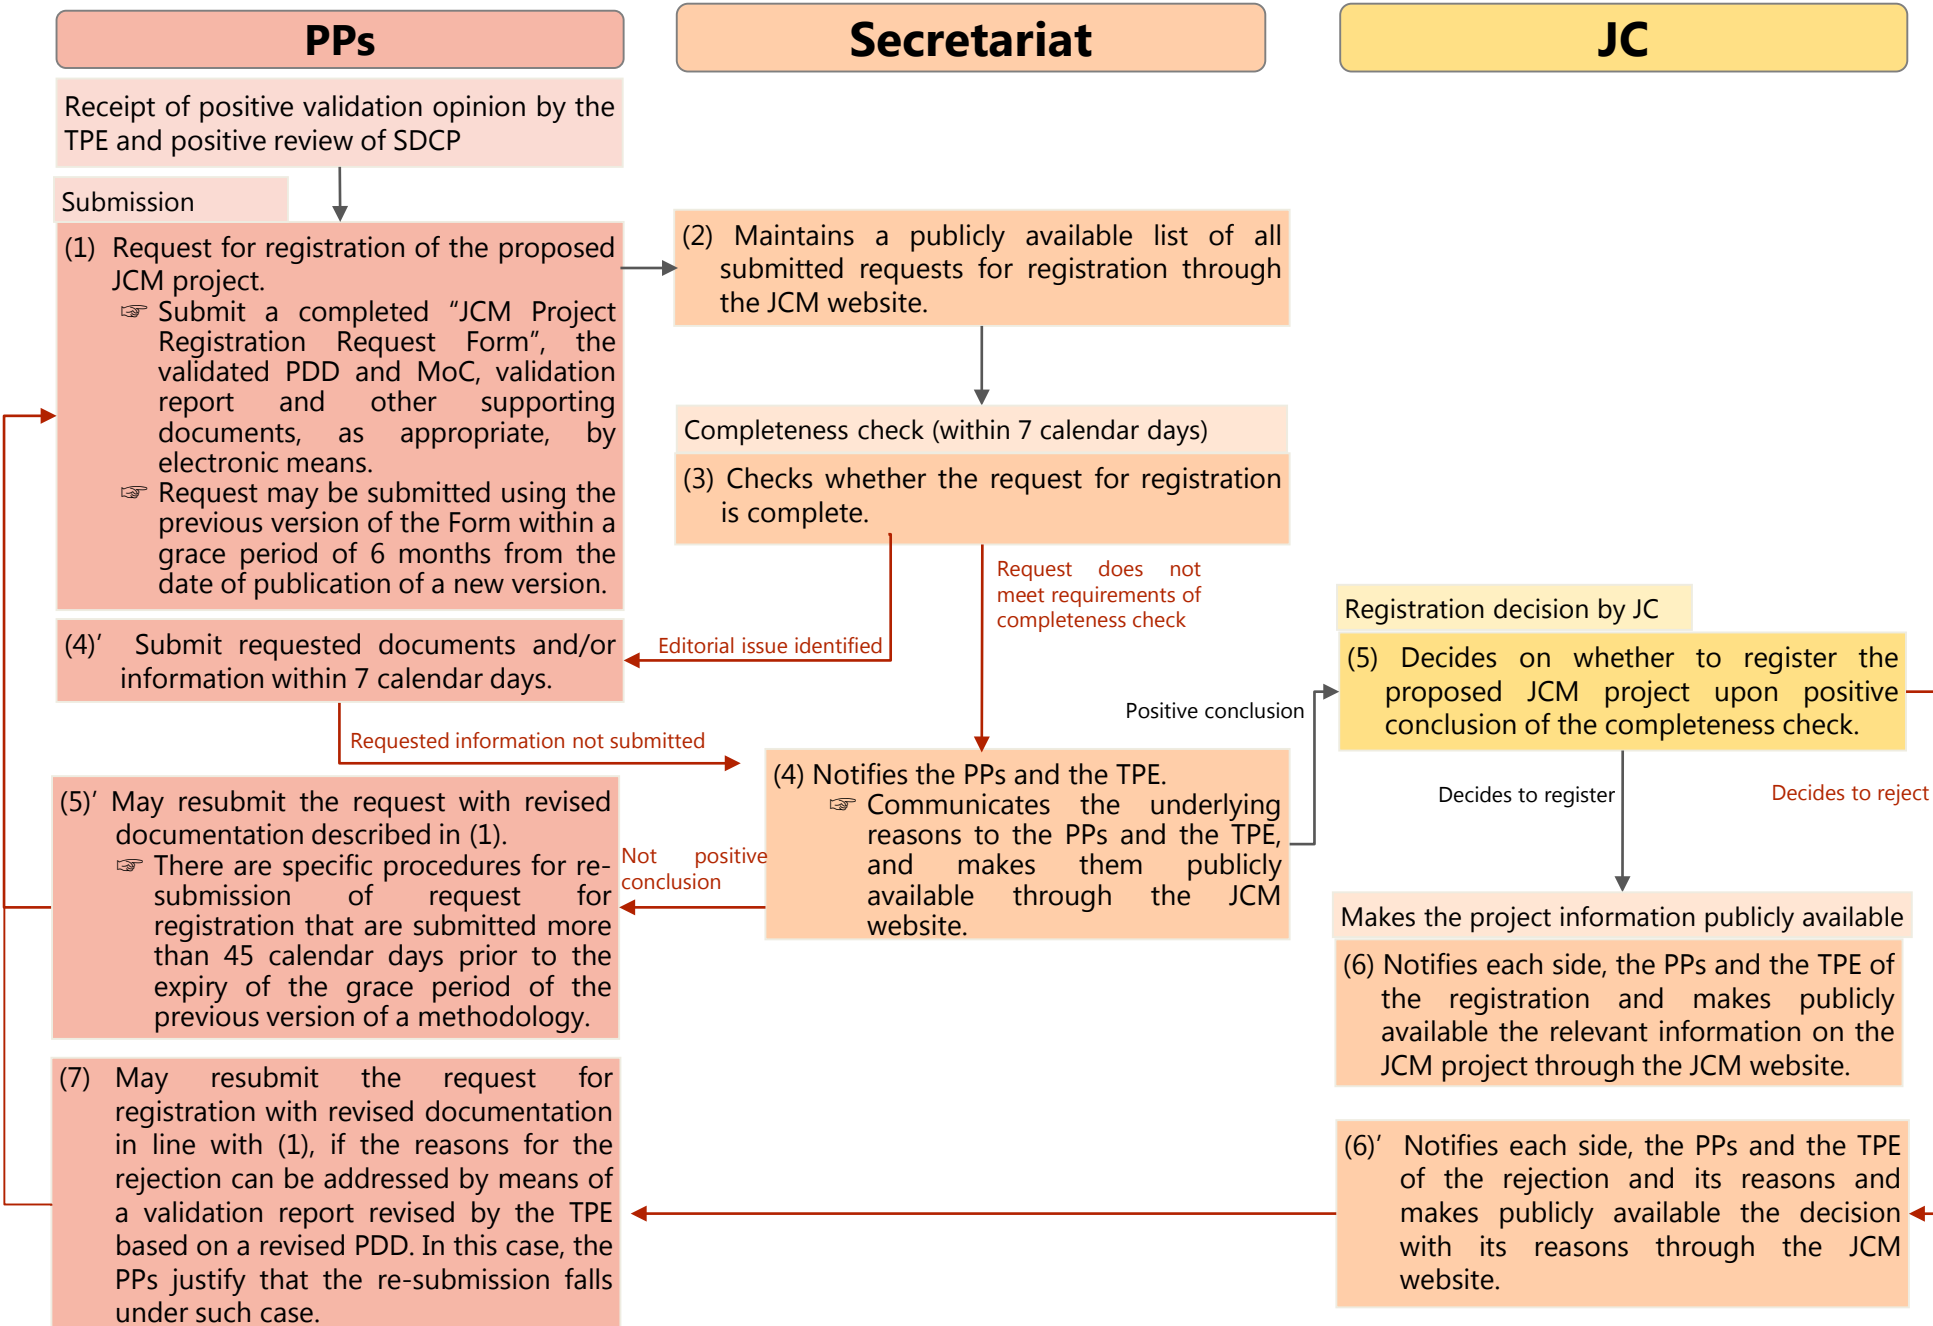 PPs
Secretariat
JC
Receipt of positive validation opinion by the
TPE and positive review of SDCP
Submission
(1) Request for registration of the proposed
JCM project.
☞ Submit a completed “JCM Project
Registration Request Form”, the
validated PDD and MoC, validation
report and other supporting
documents, as appropriate, by
electronic means.
☞ Request may be submitted using the
previous version of the Form within a
grace period of 6 months from the
date of publication of a new version.
(2) Maintains a publicly available list of all
submitted requests for registration through
the JCM website.
Completeness check (within 7 calendar days)
(3) Checks whether the request for registration
is complete.
Request does not
meet requirements of
completeness check
Editorial issue identified
(4)’ Submit requested documents and/or
information within 7 calendar days.
Requested information not submitted
(4) Notifies the PPs and the TPE.
☞ Communicates the underlying
reasons to the PPs and the TPE,
and makes them publicly
available through the JCM
website.
Positive conclusion
Not positive
conclusion
(5)’ May resubmit the request with revised
documentation described in (1).
☞ There are specific procedures for re-
submission of request for
registration that are submitted more
than 45 calendar days prior to the
expiry of the grace period of the
previous version of a methodology.
Registration decision by JC
(5) Decides on whether to register the
proposed JCM project upon positive
conclusion of the completeness check.
Decides to register
Decides to reject
Makes the project information publicly available
(6) Notifies each side, the PPs and the TPE of
the registration and makes publicly
available the relevant information on the
JCM project through the JCM website.
(6)’ Notifies each side, the PPs and the TPE
of the rejection and its reasons and
makes publicly available the decision
with its reasons through the JCM
website.
(7) May resubmit the request for
registration with revised documentation
in line with (1), if the reasons for the
rejection can be addressed by means of
a validation report revised by the TPE
based on a revised PDD. In this case, the
PPs justify that the re-submission falls
under such case.